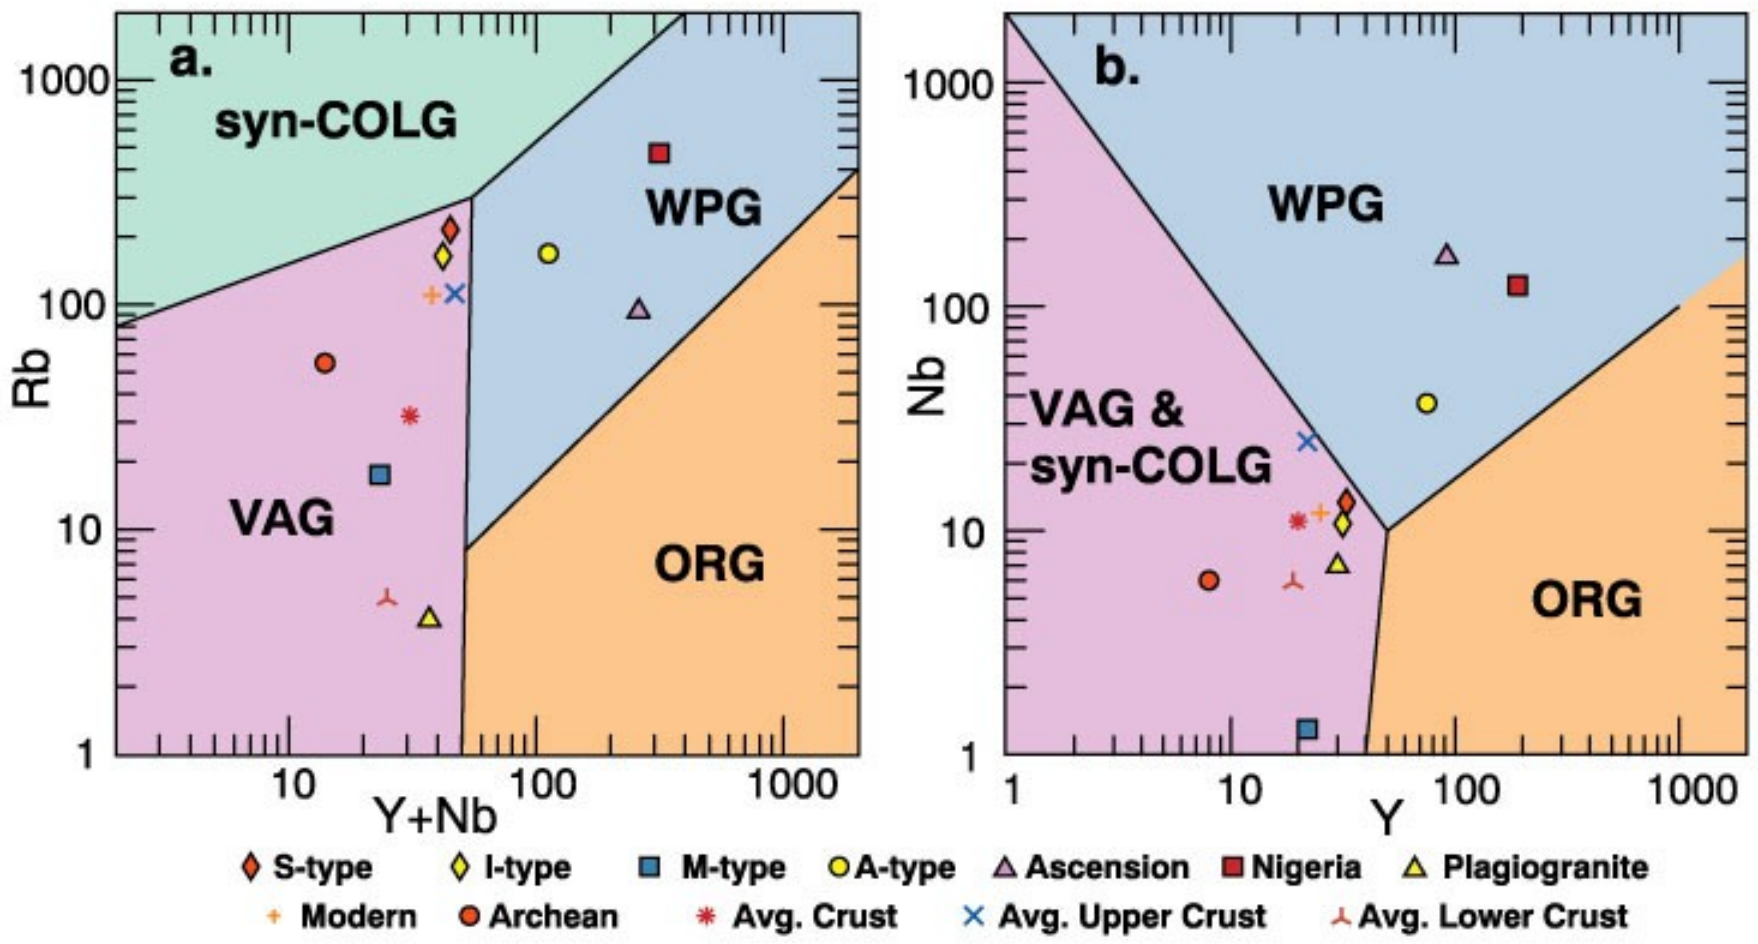 a.
syn-COLG
WPG
VAG
ORG
1000
100
10
1
Rb
10
100
1000
Y+Nb
b.
WPG
VAG &
syn-COLG
ORG
1000
100
10
1
Nb
1
10
100
1000
Y
S-type
I-type
M-type
A-type
Ascension
Nigeria
Plagiogranite
Modern
Archean
Avg. Crust
Avg. Upper Crust
Avg. Lower Crust